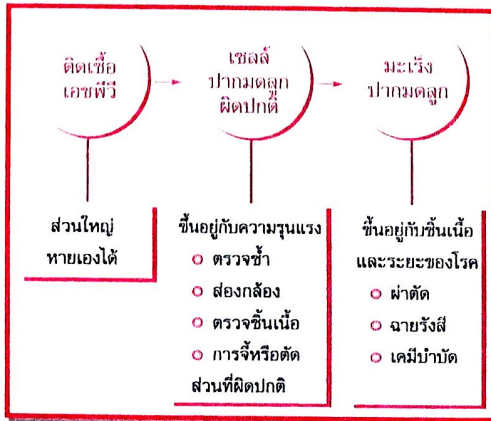 ติดเชื้อ
เอชพีวี
เซลล์
ปากมดลูก
ผิดปกติ
มะเร็ง
ปากมดลูก
ส่วนใหญ่
หายเองได้
ขึ้นอยู่กับความรุนแรง
ตรวจซ้ำ
ส่องกล้อง
ตรวจชิ้นเนื้อ
การจี้หรือตัด
ส่วนที่ผิดปกติ
ขึ้นอยู่กับชิ้นเนื้อ
และระยะของโรค
ผ่าตัด
ฉายรังสี
เคมีบำบัด